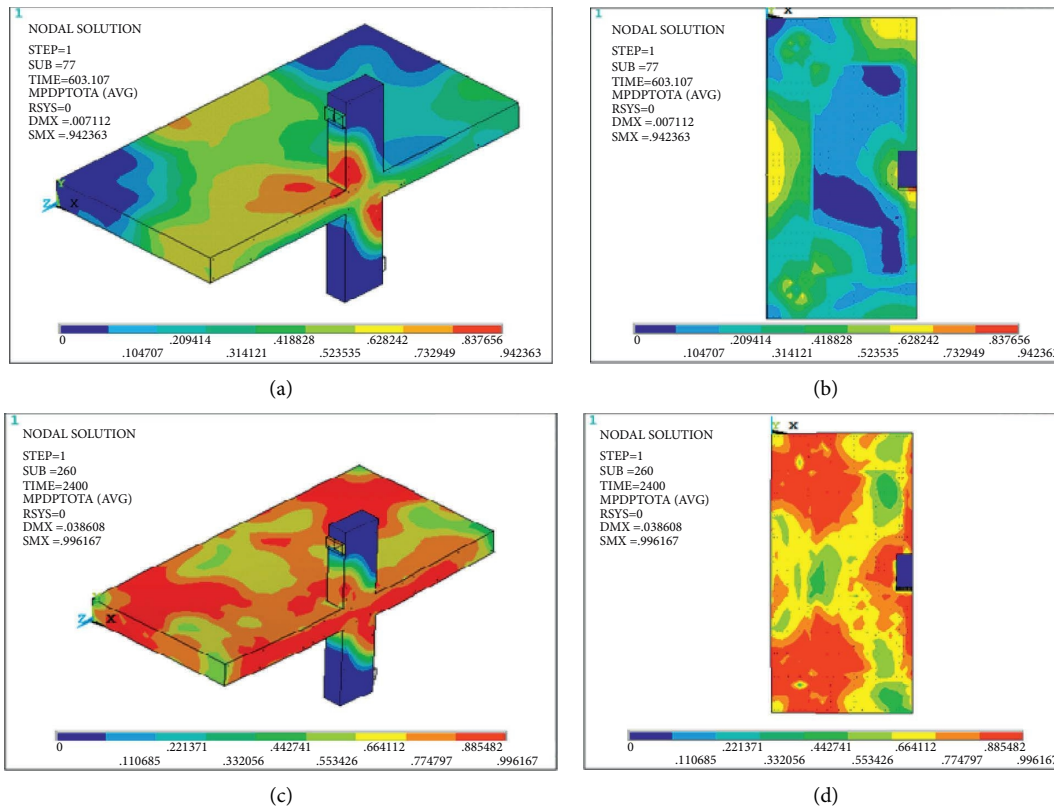 1
NODAL SOLUTION
STEP=1
SUB =77
TIME=603.107
MPDPTOTA (AVG)
RSYS=0
DMX =.007112
SMX =.942363
Y
Z X
0 .209414 .418828 .628242 .837656
.104707 .314121 .523535 .732949 .942363
(a)
1
NODAL SOLUTION
STEP=1
SUB =77
TIME=603.107
MPDPTOTA (AVG)
RSYS=0
DMX =.007112
SMX =.942363
Y X
0 .209414 .418828 .628242 .837656
.104707 .314121 .523535 .732949 .942363
(b)
1
NODAL SOLUTION
STEP=1
SUB =260
TIME=2400
MPDPTOTA (AVG)
RSYS=0
DMX =.038608
SMX =.996167
Z X
0 .221371 .442741 .664112 .885482
.110685 .332056 .553426 .774797 .996167
(c)
1
NODAL SOLUTION
STEP=1
SUB =260
TIME=2400
MPDPTOTA (AVG)
RSYS=0
DMX =.038608
SMX =.996167
Y X
0 .221371 .442741 .664112 .885482
.110685 .332056 .553426 .774797 .996167
(d)